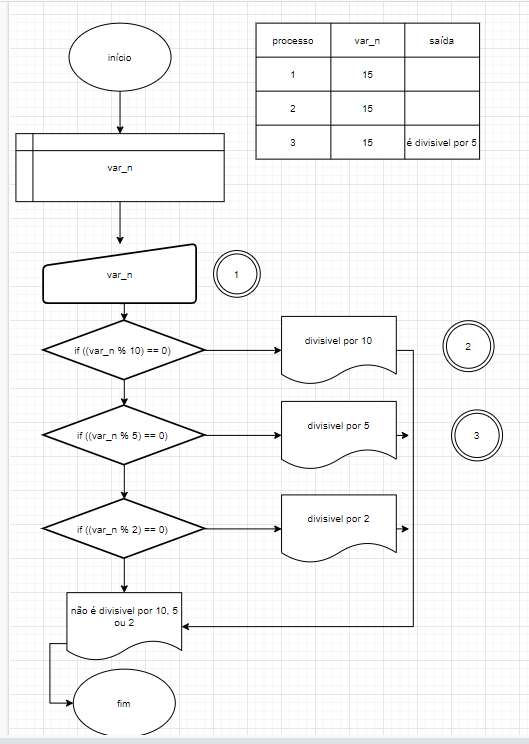 início
processo var_n saída
1 15
2 15
3 15 é divisivel por 5
var_n
var_n
1
if ((var_n % 10) == 0)
divisivel por 10
2
if ((var_n % 5) == 0)
divisivel por 5
3
if ((var_n % 2) == 0)
divisivel por 2
não é divisivel por 10, 5
ou 2
fim